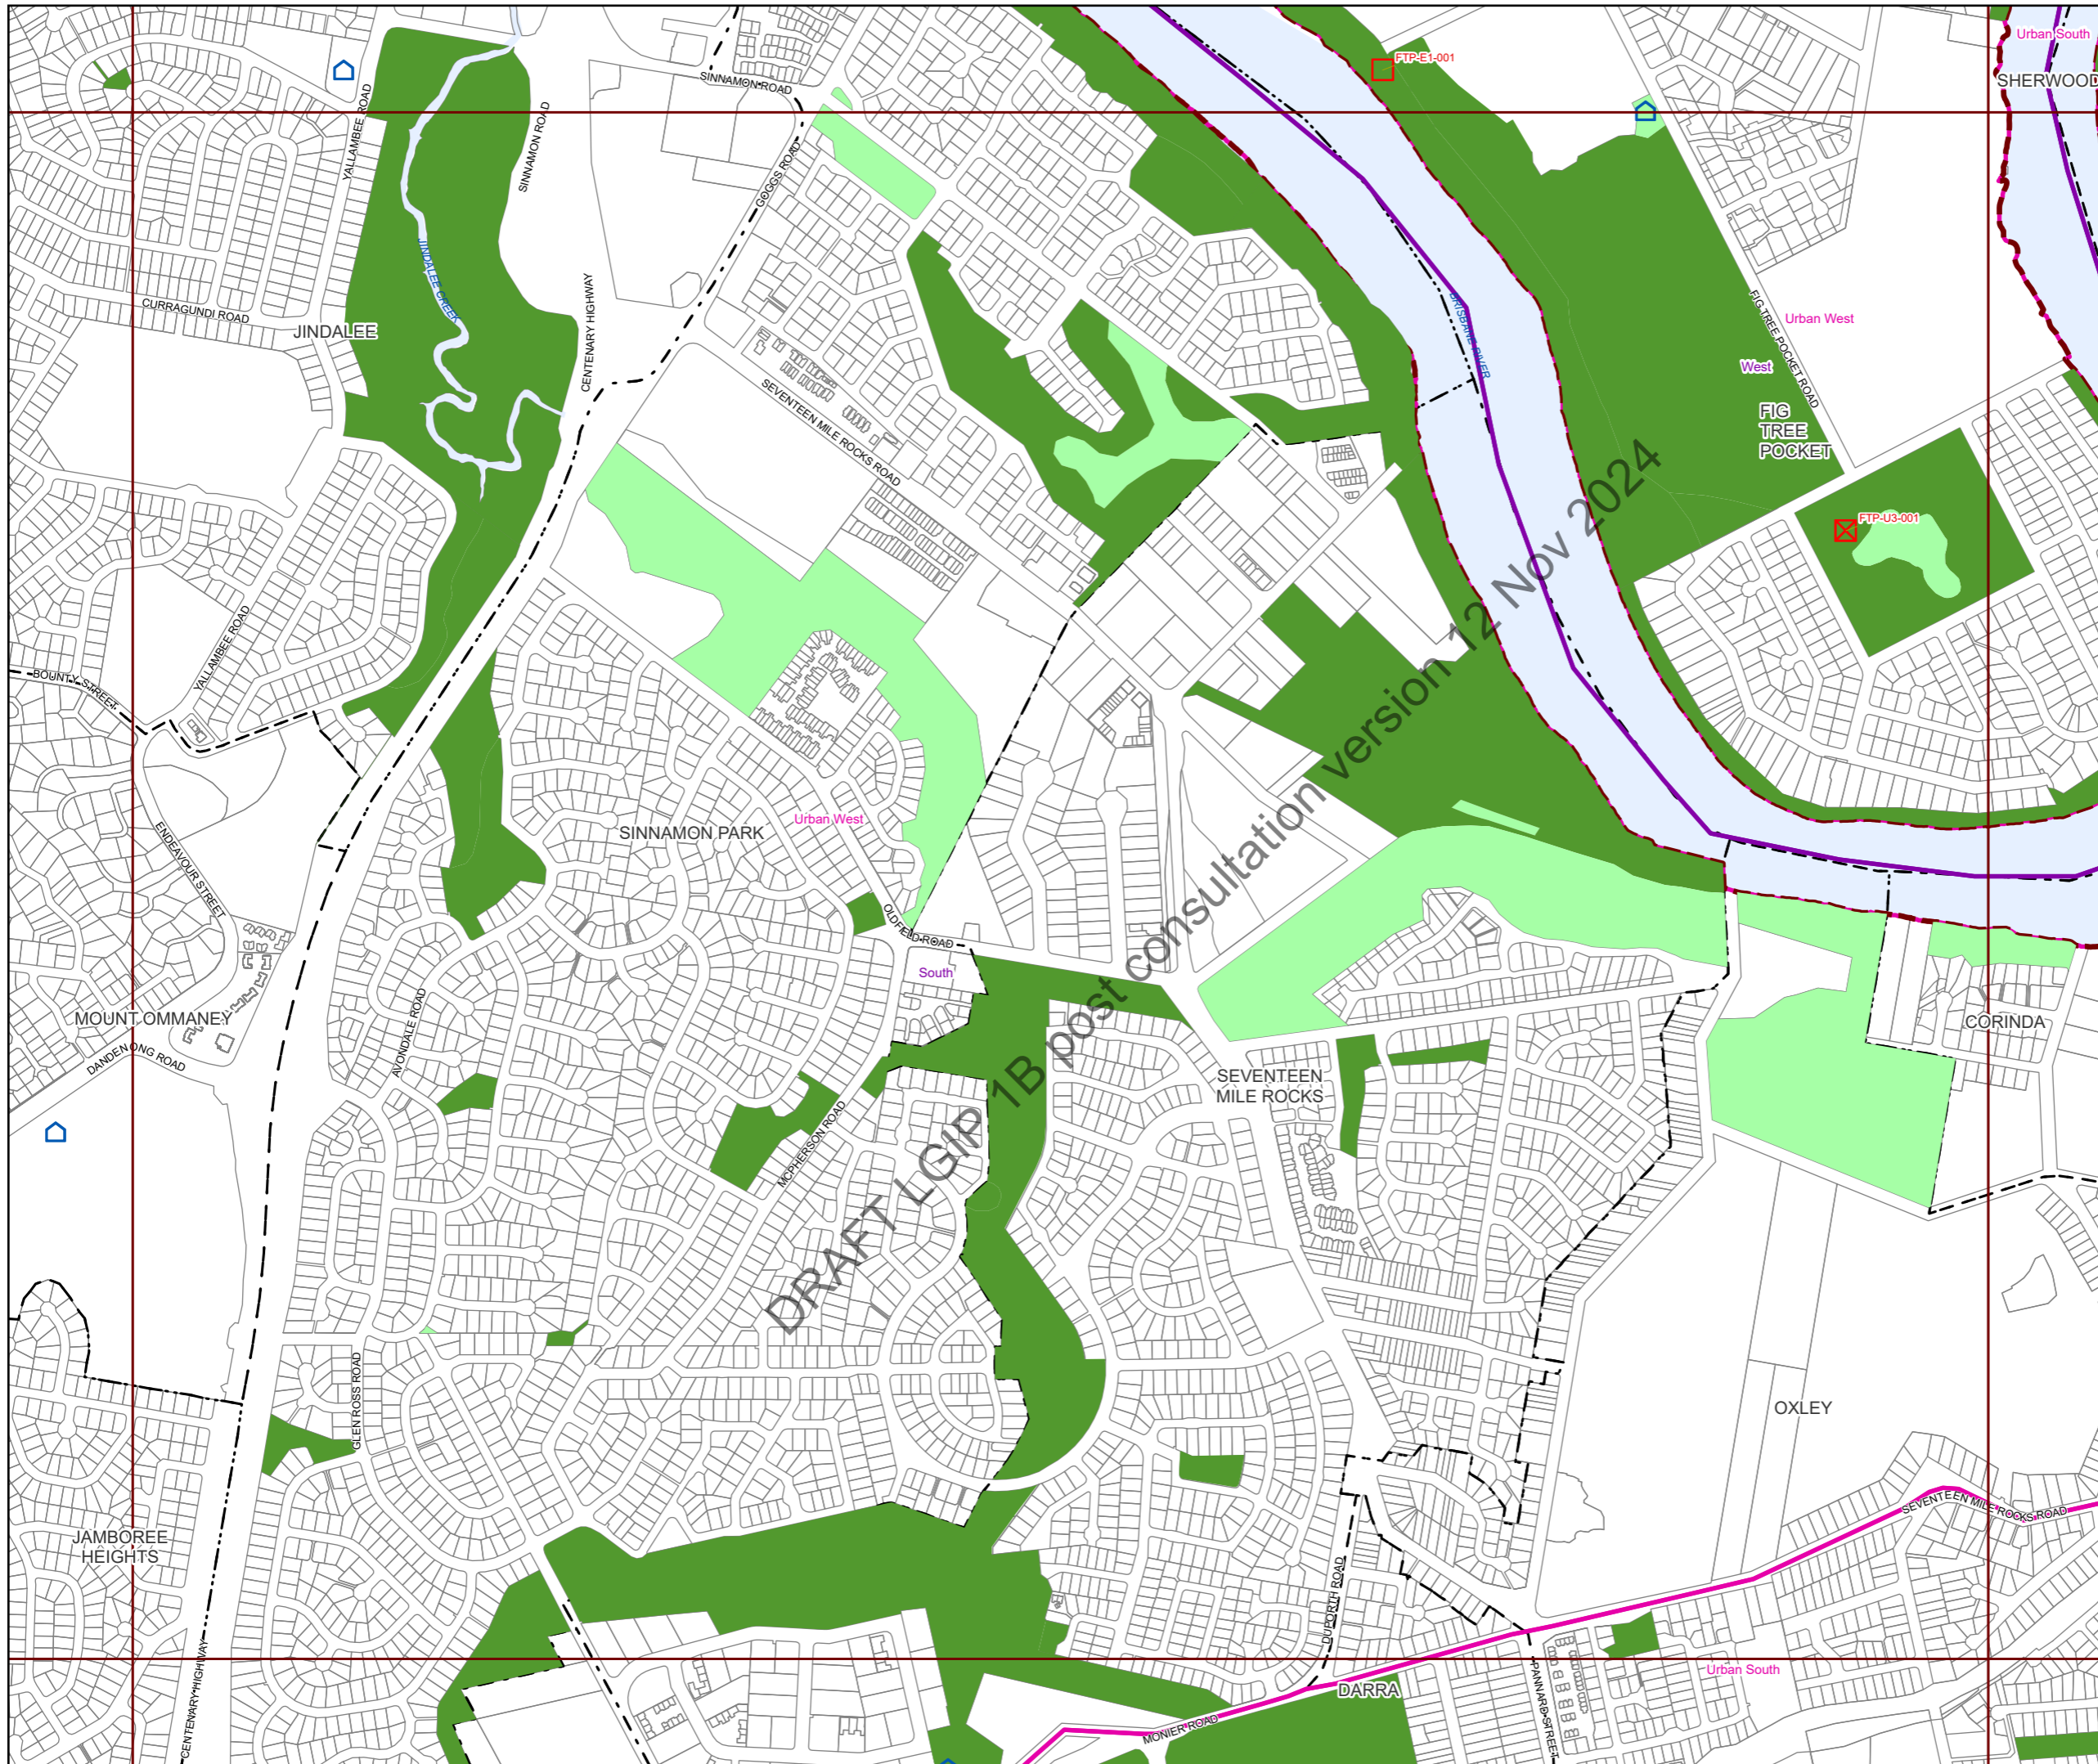 Urban South
SHERWOOD
FTP-E1-001
SINNAMON ROAD
YALLAMBEE ROAD
SINNAMON ROAD
GOGGS ROAD
JINDALEE CREEK
CENTENARY HIGHWAY
CURRAGUNDI ROAD
JINDALEE
BRISBANE RIVER
FIG TREE POCKET ROAD
Urban West
West
FIG
TREE
POCKET
SEVENTEEN MILE ROCKS ROAD
FTP-U3-001
YALLAMBEE ROAD
BOUNTY STREET
ENDEAVOUR STREET
SINNAMON PARK
Urban West
OLDFIELD ROAD
South
MOUNT OMMANEY
DANDENONG ROAD
AVONDALE ROAD
CORINDA
SEVENTEEN
MILE ROCKS
MCPHERSON ROAD
DRAFT LGIP 1B post consultation version 12 Nov 2024
GLEN ROSS ROAD
OXLEY
SEVENTEEN MILE ROCKS ROAD
JAMBOREE
HEIGHTS
DUPORTH ROAD
CENTENARY HIGHWAY
Urban South
DARRA
PANNARD STREET
MONIER ROAD